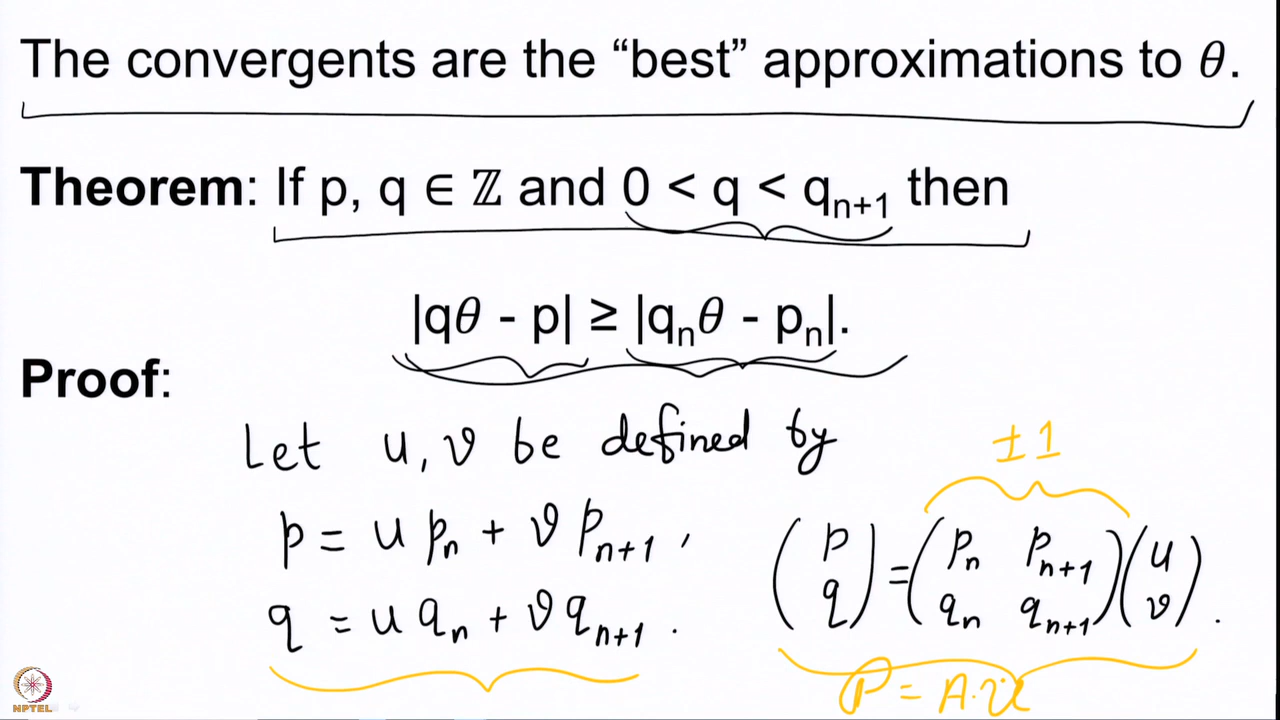 The convergents are the “best” approximations to θ.
Theorem: If p, q ∈ ℤ and 0 < q < qₙ₊₁ then
|qθ - p| ≥ |qₙθ - pₙ|.
Proof:
Let u, v be defined by
±1
p = u pₙ + v pₙ₊₁ ,
q = u qₙ + v qₙ₊₁ .
(p q) = (pₙ pₙ₊₁ qₙ qₙ₊₁)(u v) .
P = A.u
NPTEL